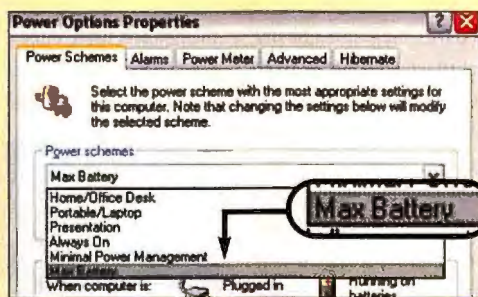 Power Options Properties
Power Schemes Alarms Power Meter Advanced Hibernate
Select the power scheme with the most appropriate settings for
this computer. Note that changing the settings below will modify
the selected scheme.
Power schemes
Max Battery
Home/Office Desk
Portable/Laptop
Presentation
Always On
Minimal Power Management
Max Battery
Max Battery
When computer is: Plugged in Running on
batteries